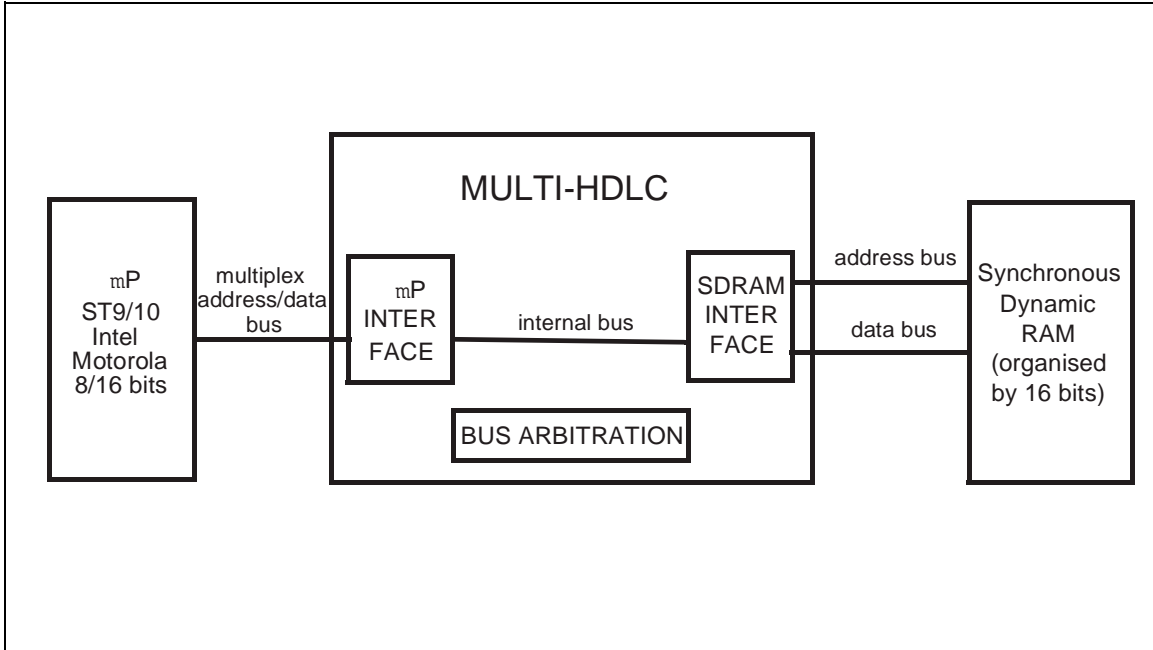 MULTI-HDLC
mP
ST9/10
Intel
Motorola
8/16 bits
multiplex
address/data
bus
mP
INTER
FACE
internal bus
SDRAM
INTER
FACE
BUS ARBITRATION
address bus
data bus
Synchronous
Dynamic
RAM
(organised
by 16 bits)